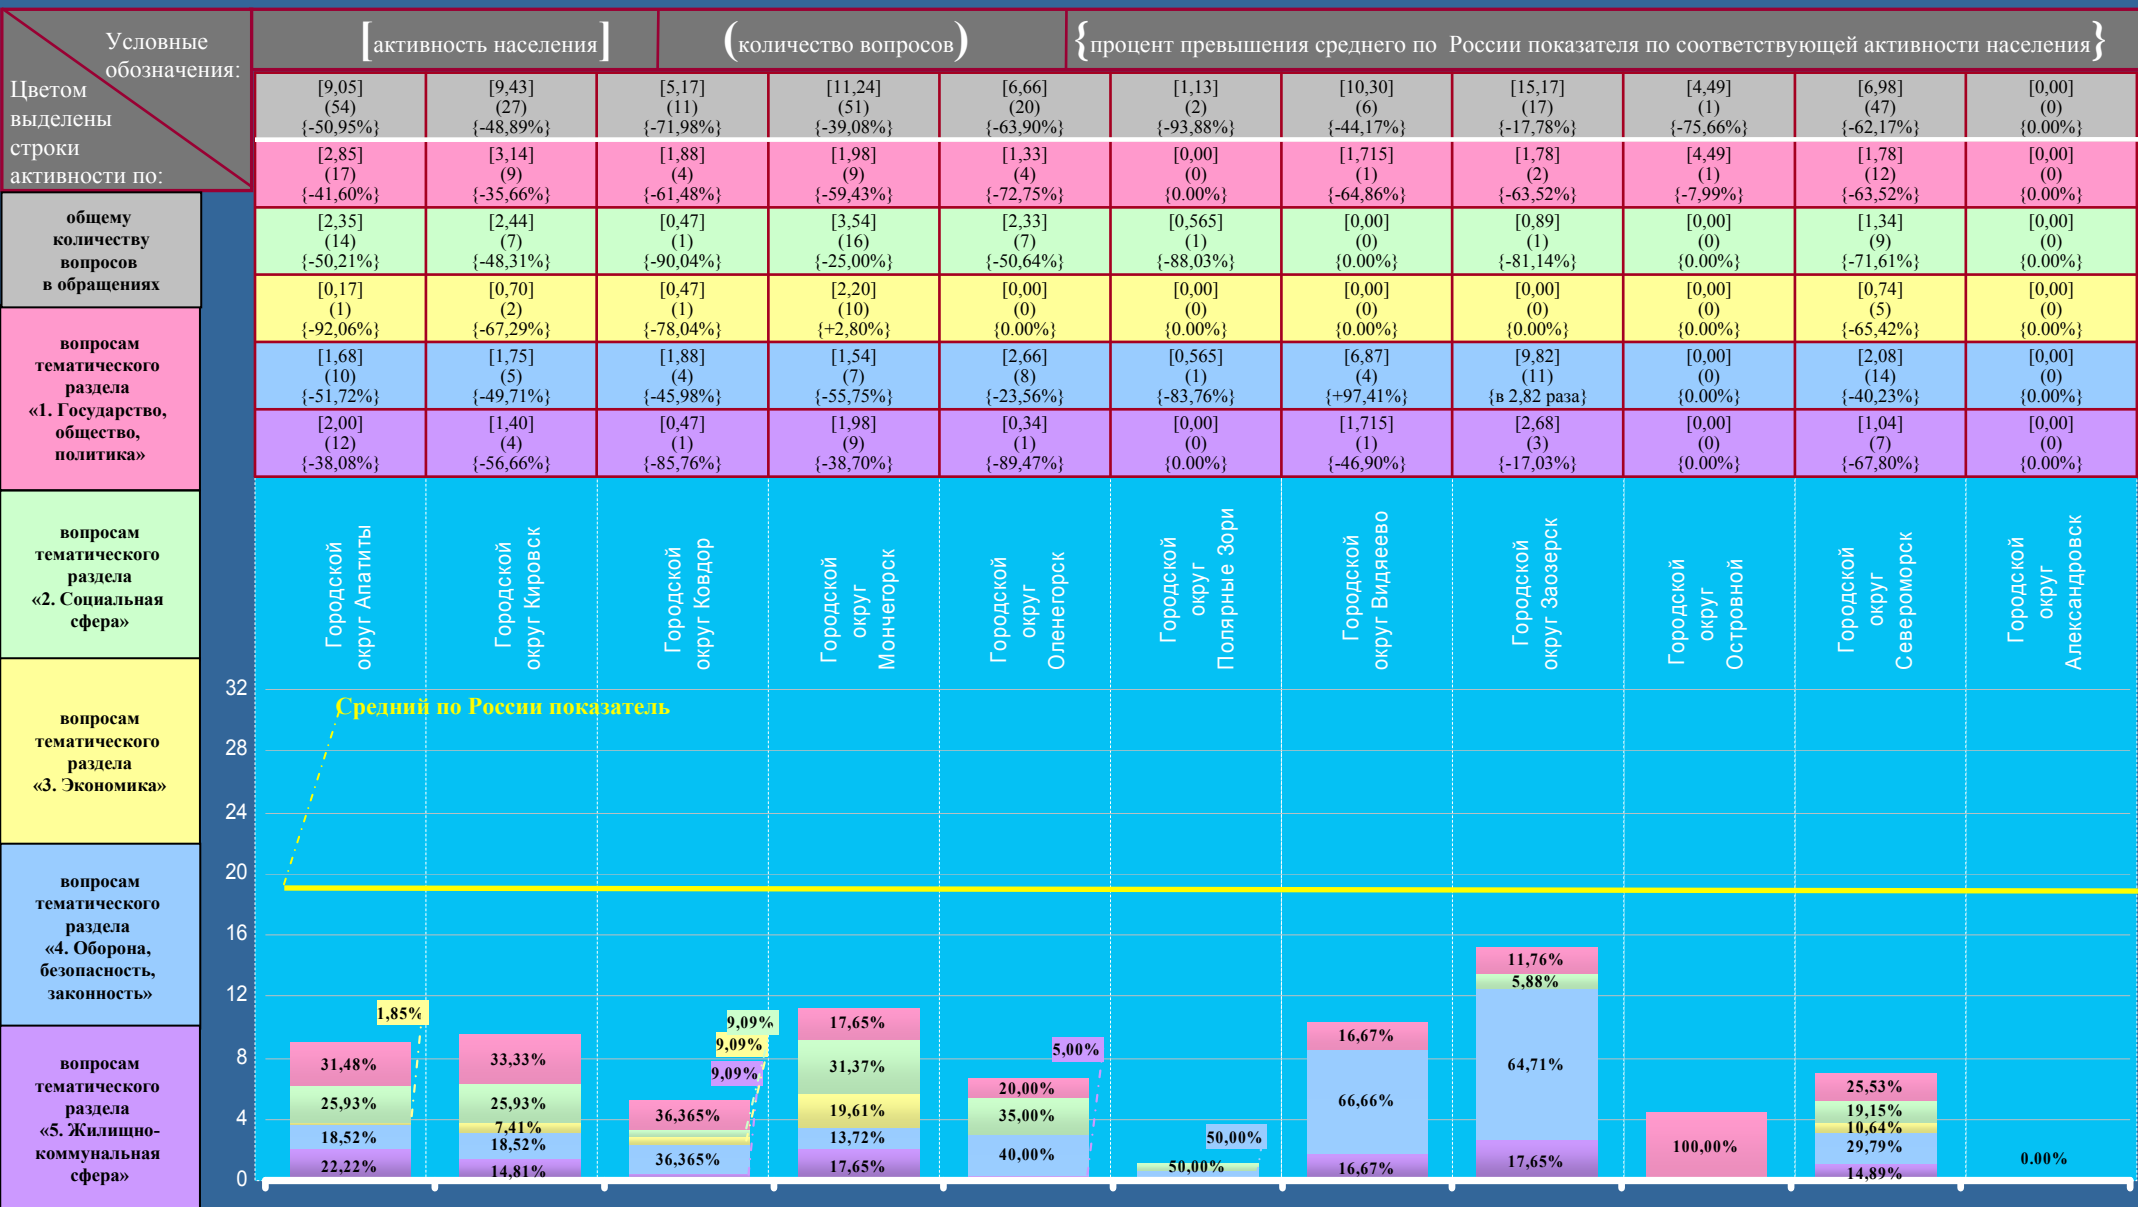 Условные
обозначения:
Цветом
выделены
строки
активности по:
[активность населения]
(количество вопросов)
{процент превышения среднего по России показателя по соответствующей активности населения}
[9,05] [9,43] [5,17] [11,24] [6,66] [1,13] [10,30] [15,17] [4,49] [6,98] [0,00]
(54) (27) (11) (51) (20) (2) (6) (17) (1) (47) (0)
{-50,95%} {-48,89%} {-71,98%} {-39,08%} {-63,90%} {-93,88%} {-44,17%} {-17,78%} {-75,66%} {-62,17%} {0.00%}
[2,85] [3,14] [1,88] [1,98] [1,33] [0,00] [1,715] [1,78] [4,49] [1,78] [0,00]
(17) (9) (4) (9) (4) (0) (1) (2) (1) (12) (0)
{-41,60%} {-35,66%} {-61,48%} {-59,43%} {-72,75%} {0.00%} {-64,86%} {-63,52%} {-7,99%} {-63,52%} {0.00%}
[2,35] [2,44] [0,47] [3,54] [2,33] [0,565] [0,00] [0,89] [0,00] [1,34] [0,00]
(14) (7) (1) (16) (7) (1) (0) (1) (0) (9) (0)
{-50,21%} {-48,31%} {-90,04%} {-25,00%} {-50,64%} {-88,03%} {0.00%} {-81,14%} {0.00%} {-71,61%} {0.00%}
[0,17] [0,70] [0,47] [2,20] [0,00] [0,00] [0,00] [0,00] [0,00] [0,74] [0,00]
(1) (2) (1) (10) (0) (0) (0) (0) (0) (5) (0)
{-92,06%} {-67,29%} {-78,04%} {+2,80%} {0.00%} {0.00%} {0.00%} {0.00%} {0.00%} {-65,42%} {0.00%}
[1,68] [1,75] [1,88] [1,54] [2,66] [0,565] [6,87] [9,82] [0,00] [2,08] [0,00]
(10) (5) (4) (7) (8) (1) (4) (11) (0) (14) (0)
{-51,72%} {-49,71%} {-45,98%} {-55,75%} {-23,56%} {-83,76%} {+97,41%} {в 2,82 раза} {0.00%} {-40,23%} {0.00%}
[2,00] [1,40] [0,47] [1,98] [0,34] [0,00] [1,715] [2,68] [0,00] [1,04] [0,00]
(12) (4) (1) (9) (1) (0) (1) (3) (0) (7) (0)
{-38,08%} {-56,66%} {-85,76%} {-38,70%} {-89,47%} {0.00%} {-46,90%} {-17,03%} {0.00%} {-67,80%} {0.00%}
общему
количеству
вопросов
в обращениях
вопросам
тематического
раздела
«1. Государство,
общество,
политика»
вопросам
тематического
раздела
«2. Социальная
сфера»
вопросам
тематического
раздела
«3. Экономика»
вопросам
тематического
раздела
«4. Оборона,
безопасность,
законность»
вопросам
тематического
раздела
«5. Жилищно-
коммунальная
сфера»
Городской
округ Апатиты
Городской
округ Кировск
Городской
округ Ковдор
Городской
округ
Мончегорск
Городской
округ
Оленегорск
Городской
округ
Полярные Зори
Городской
округ Видяеево
Городской
округ Заозерск
Городской
округ
Островной
Городской
округ
Североморск
Городской
округ
Александровск
Средний по России показатель
32
28
24
20
16
12
8
4
0
1,85%
31,48%
25,93%
18,52%
22,22%
33,33%
25,93%
7,41%
18,52%
14,81%
9,09%
9,09%
9,09%
36,365%
36,365%
17,65%
31,37%
19,61%
13,72%
17,65%
5,00%
20,00%
35,00%
40,00%
50,00%
50,00%
16,67%
66,66%
16,67%
11,76%
5,88%
64,71%
17,65%
100,00%
25,53%
19,15%
10,64%
29,79%
14,89%
0.00%